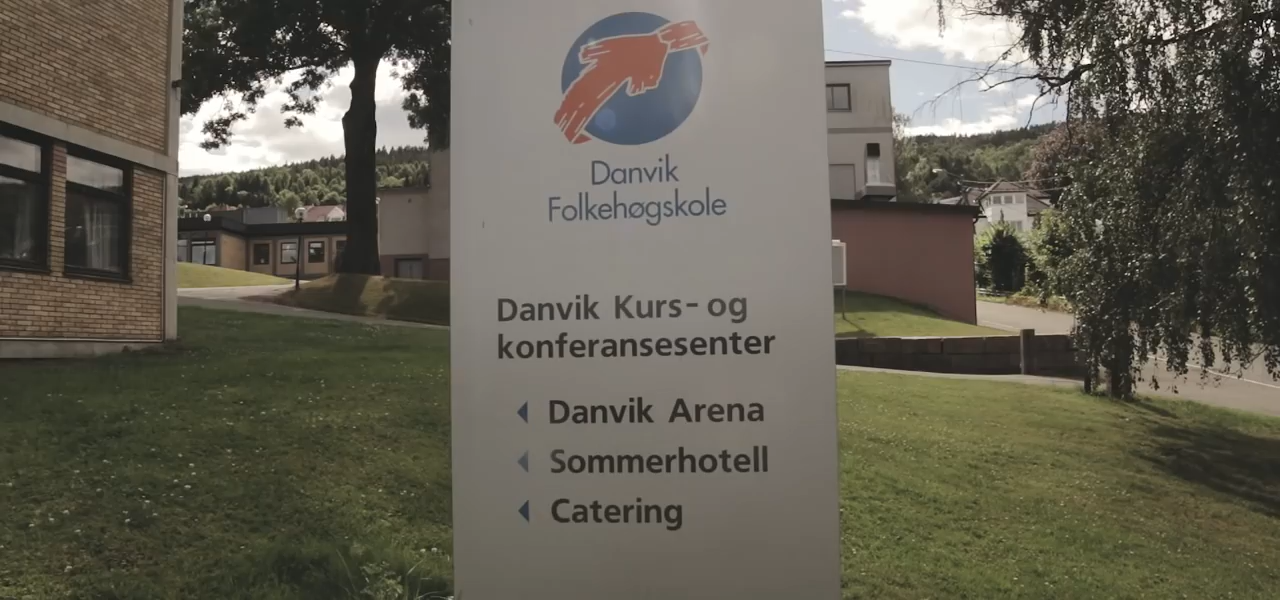 Danvik
Folkehøgskole
Danvik Kurs- og
konferansesenter
Danvik Arena
Sommerhotell
Catering